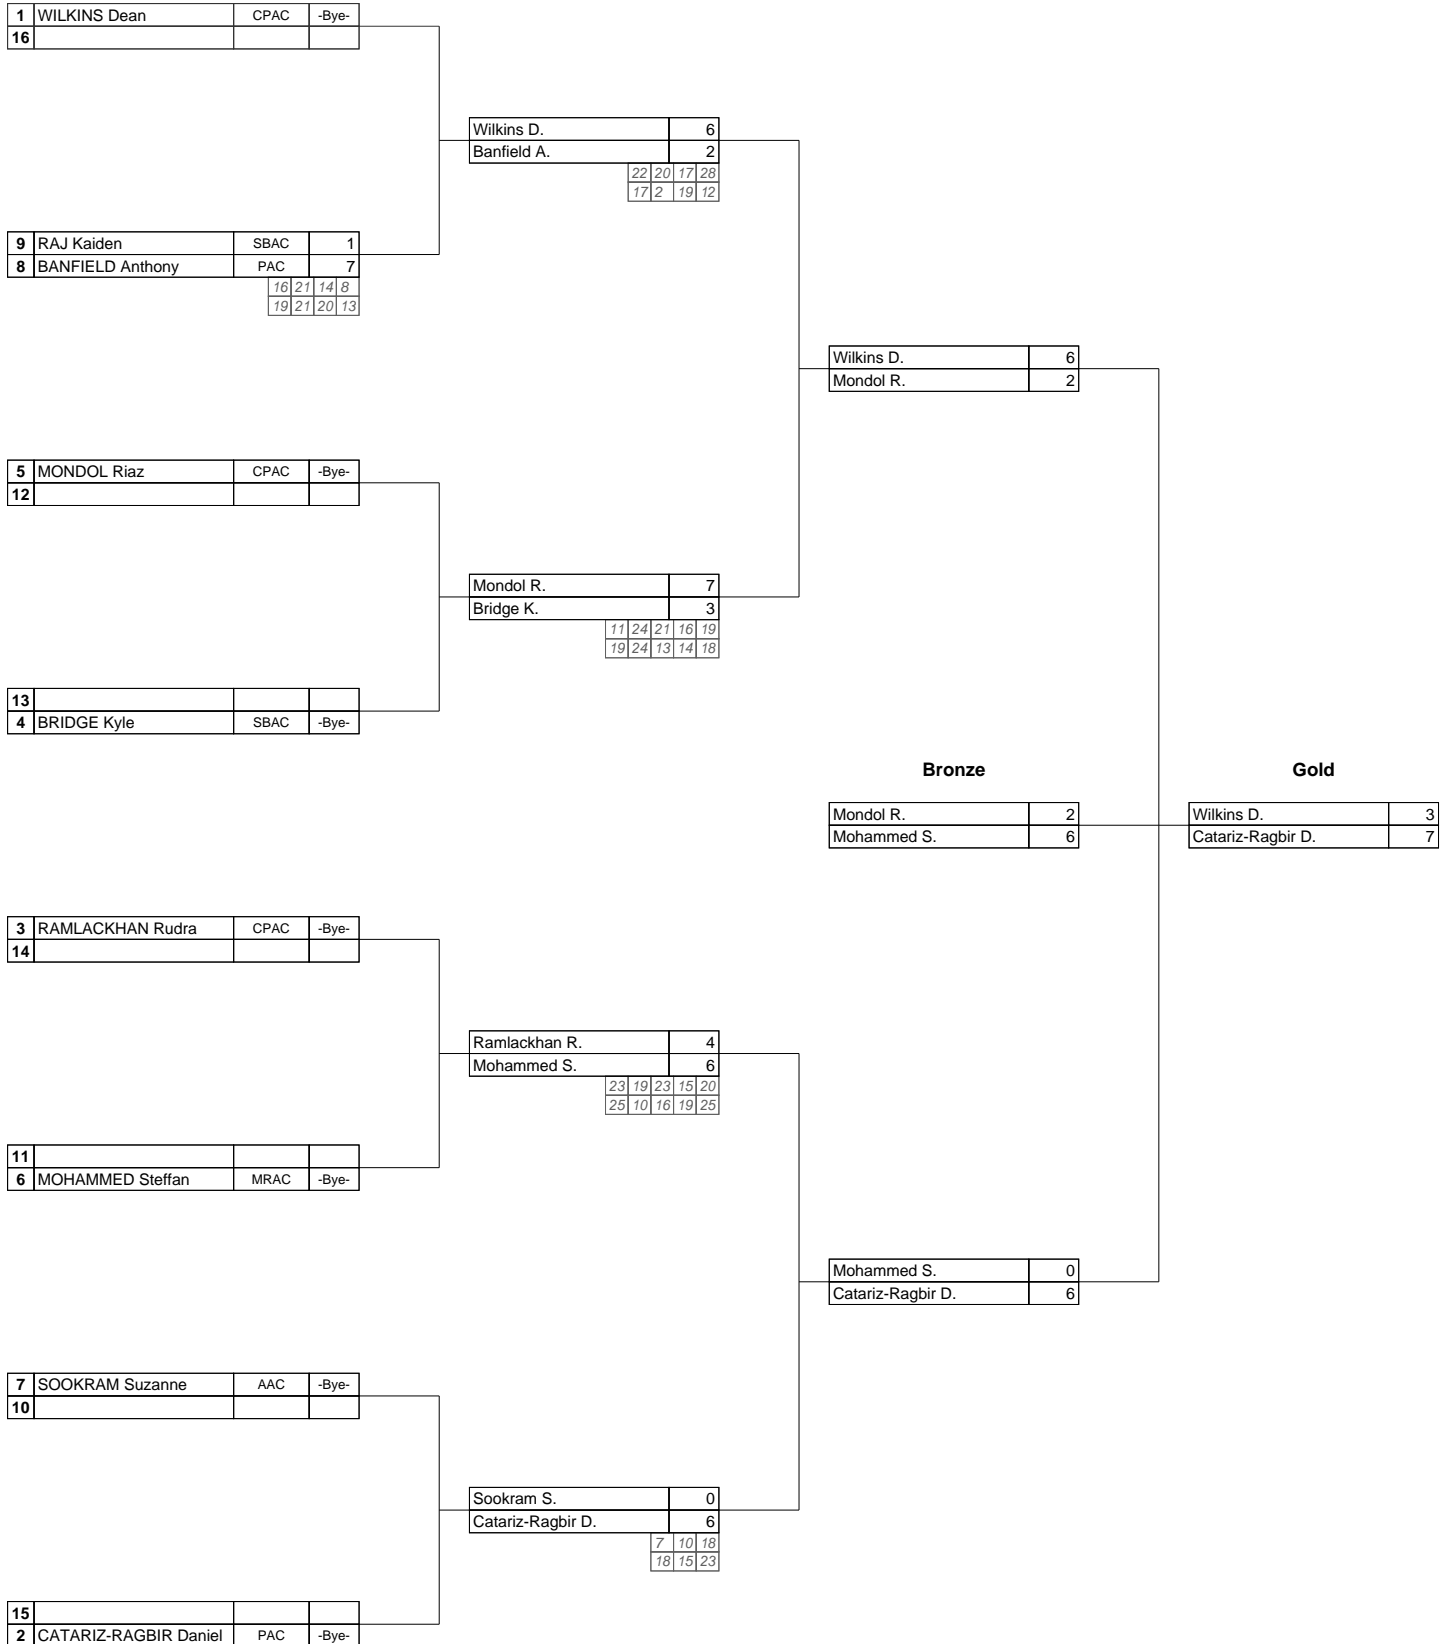 1 WILKINS Dean CPAC -Bye-
16
Wilkins D. 6
Banfield A. 2
22 20 17 28
17 2 19 12
9 RAJ Kaiden SBAC 1
8 BANFIELD Anthony PAC 7
16 21 14 8
19 21 20 13
Wilkins D. 6
Mondol R. 2
5 MONDOL Riaz CPAC -Bye-
12
Mondol R. 7
Bridge K. 3
11 24 21 16 19
19 24 13 14 18
13
4 BRIDGE Kyle SBAC -Bye-
Bronze Gold
Mondol R. 2 Wilkins D. 3
Mohammed S. 6 Catariz-Ragbir D. 7
3 RAMLACKHAN Rudra CPAC -Bye-
14
Ramlackhan R. 4
Mohammed S. 6
23 19 23 15 20
25 10 16 19 25
11
6 MOHAMMED Steffan MRAC -Bye-
Mohammed S. 0
Catariz-Ragbir D. 6
7 SOOKRAM Suzanne AAC -Bye-
10
Sookram S. 0
Catariz-Ragbir D. 6
7 10 18
18 15 23
15
2 CATARIZ-RAGBIR Daniel PAC -Bye-